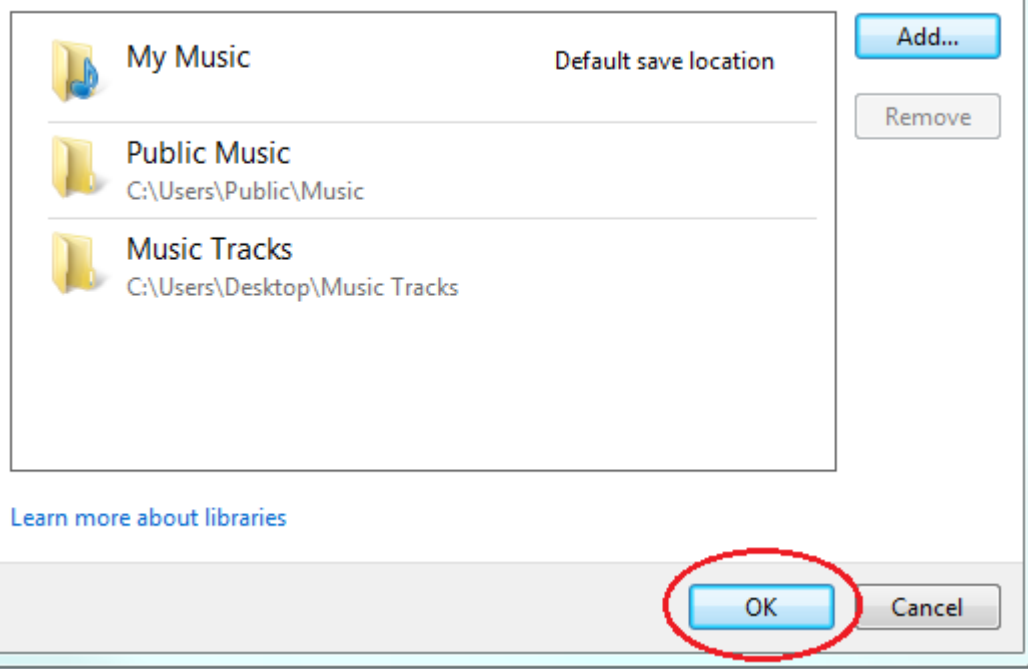 My Music
Default save location
Add...
Remove
Public Music
C:\Users\Public\Music
Music Tracks
C:\Users\Desktop\Music Tracks
Learn more about libraries
OK
Cancel